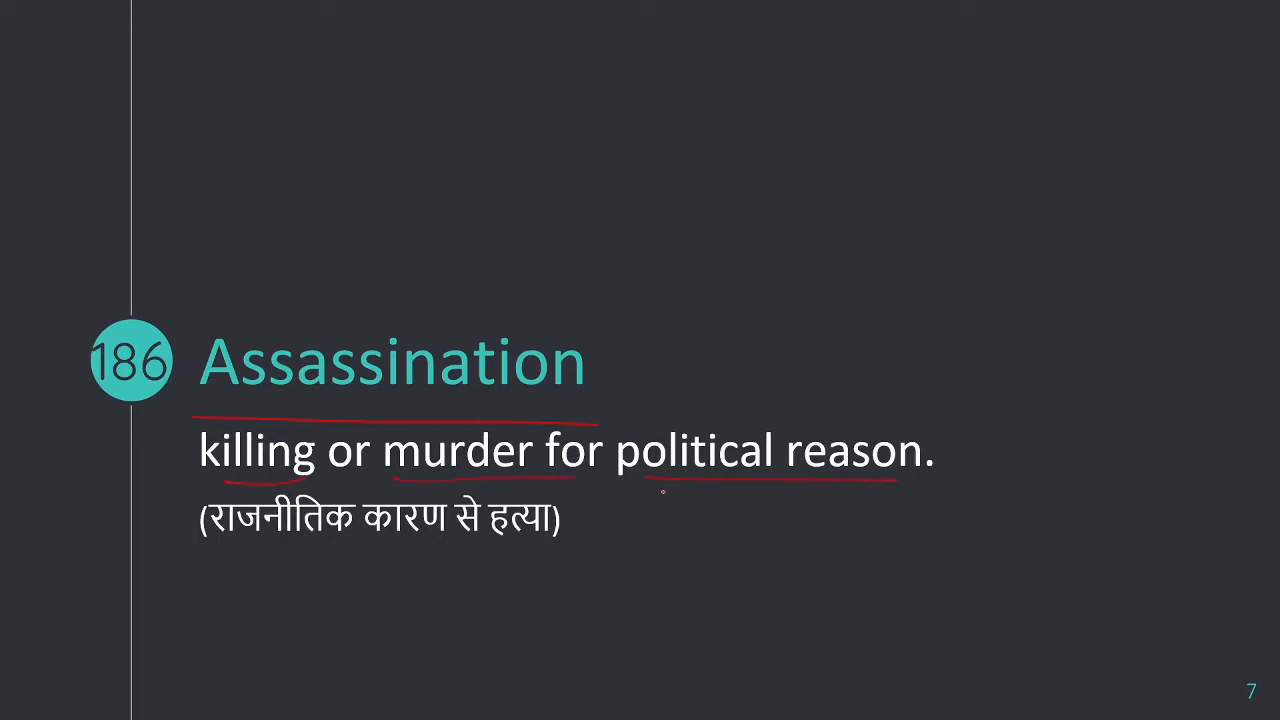 186 Assassination
killing or murder for political reason.
(राजनीतिक कारण से हत्या)
7